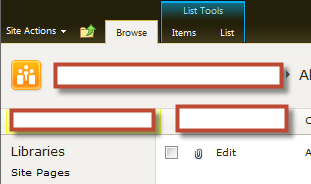 List Tools
Site Actions Browse Items List
Libraries
Edit
Site Pages